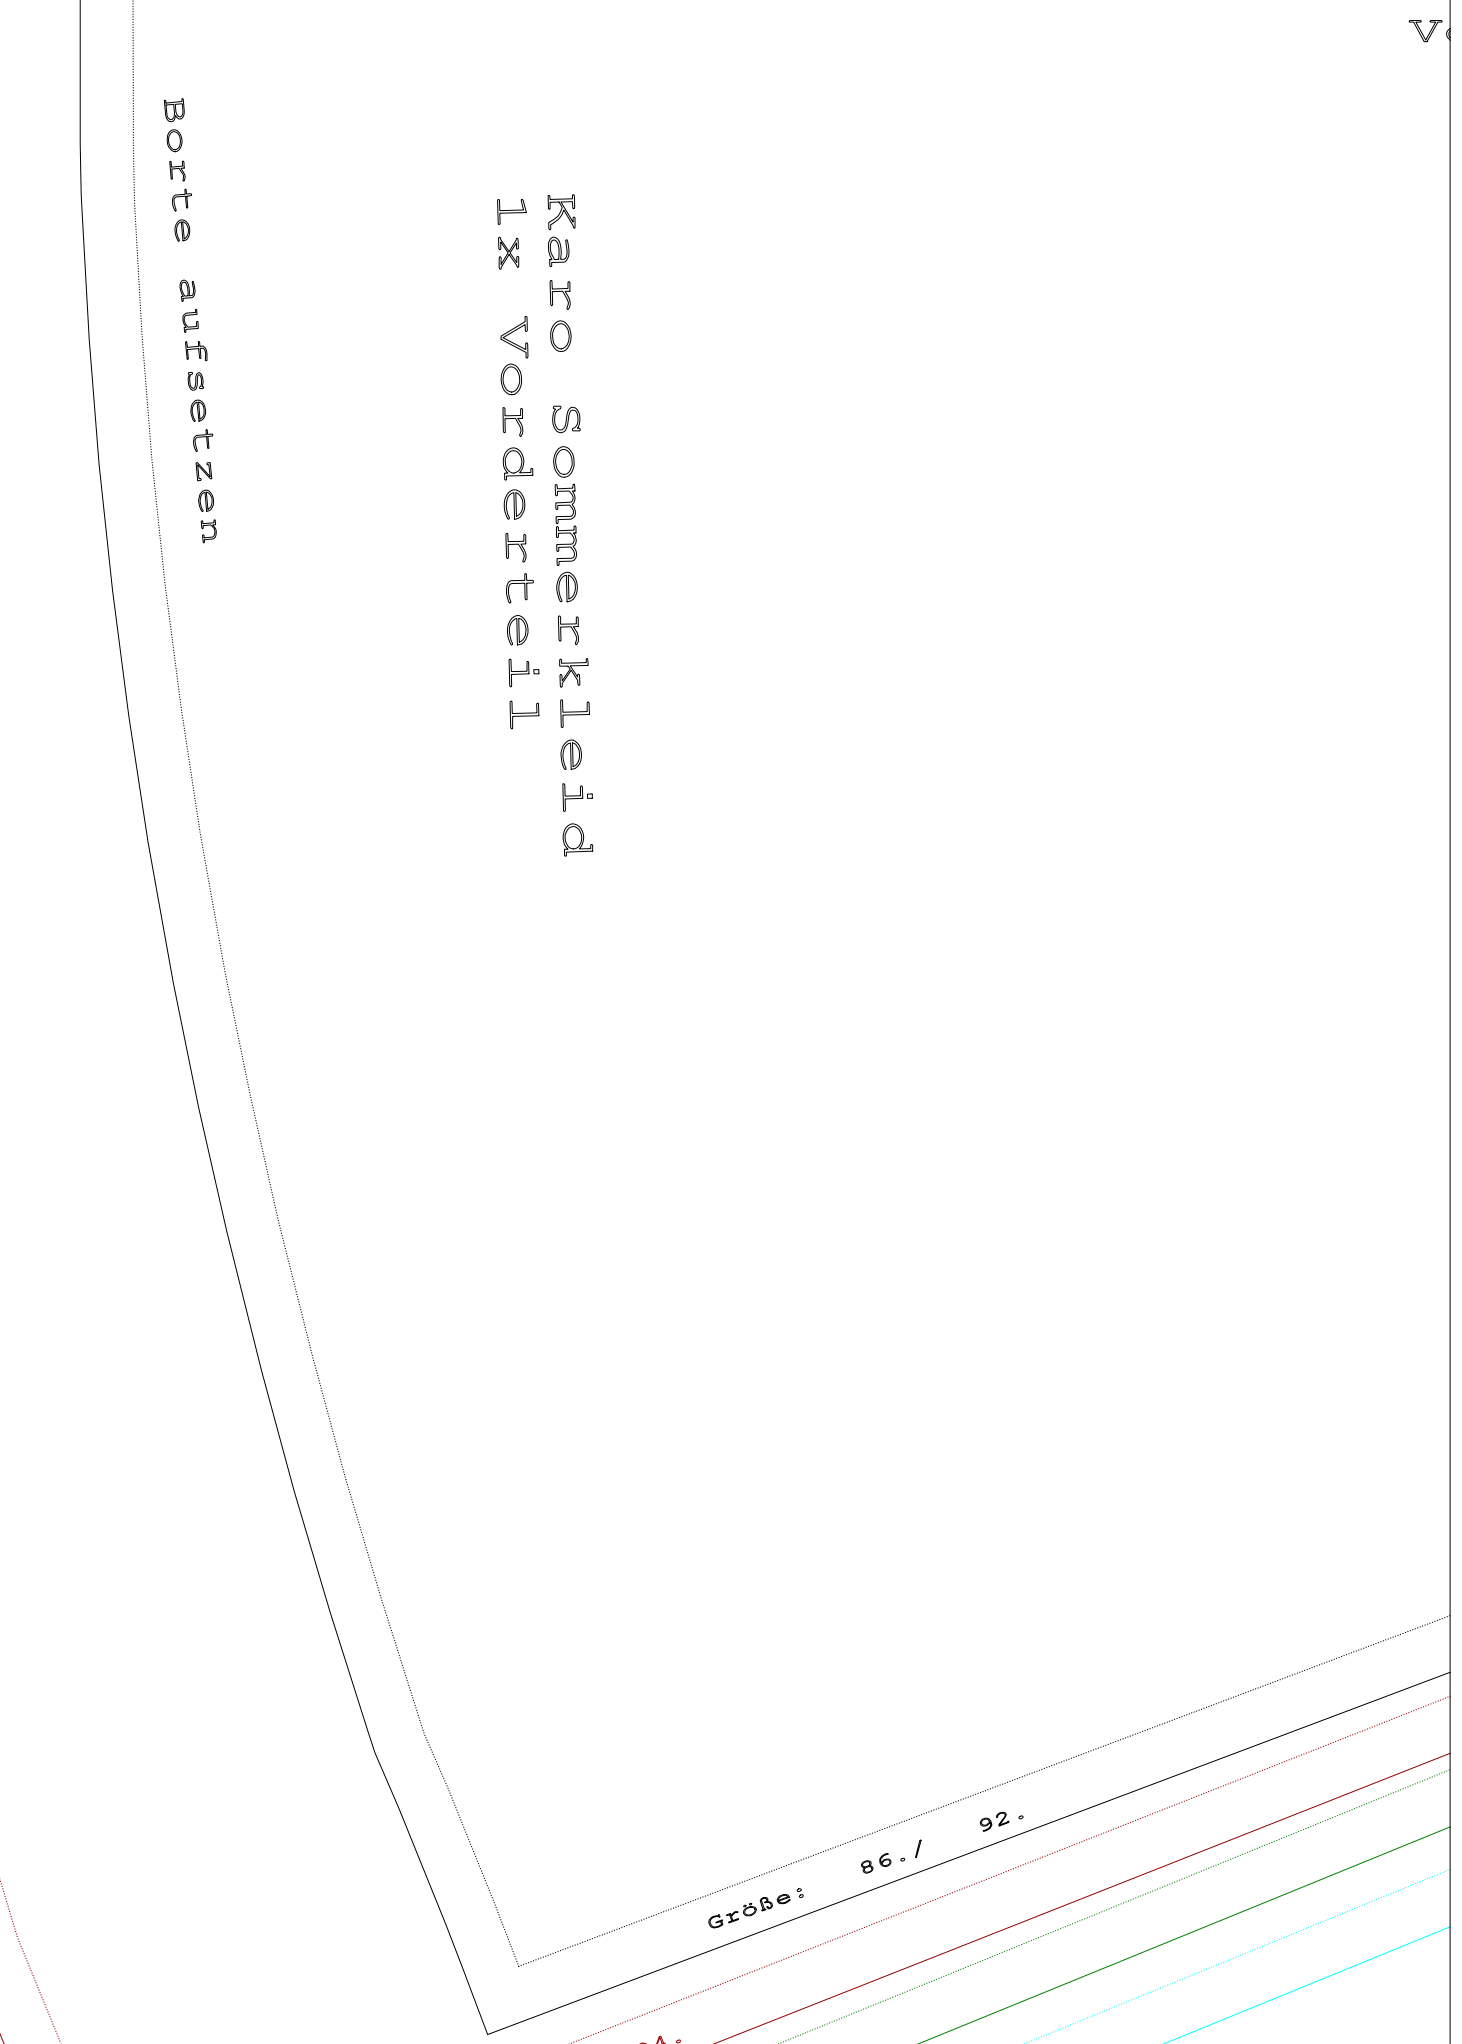 Borte aufsetzen
Karo Sommerkleid
1x Vorderteil
Größe: 86./ 92.